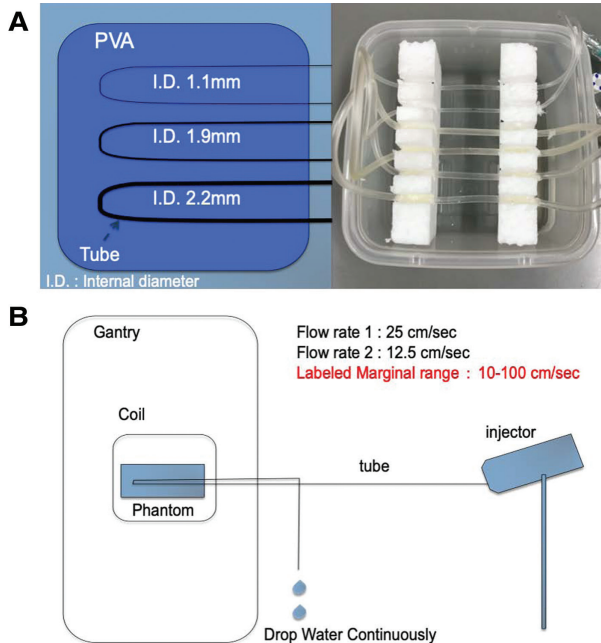 A
PVA
I.D. 1.1mm
I.D. 1.9mm
I.D. 2.2mm
Tube
I.D. : Internal diameter
B
Gantry
Flow rate 1 : 25 cm/sec
Flow rate 2 : 12.5 cm/sec
Labeled Marginal range : 10-100 cm/sec
Coil
injector
tube
Phantom
Drop Water Continuously